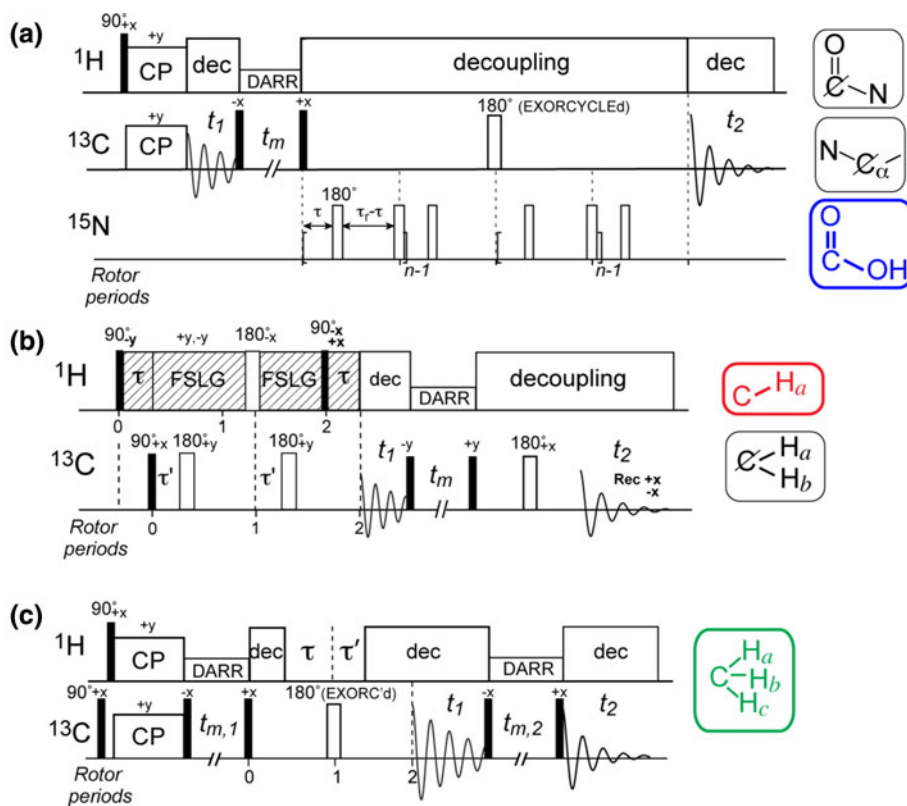 (a)
90°+x
+y
+y
¹H
CP
dec
DARR
decoupling
dec
-x
+x
180° (EXORCYCLEd)
¹³C
CP
t₁
tₘ
t₂
180°
τ
τᵣ-τ
¹⁵N
n-1
n-1
Rotor
periods
O
C
N
N
Cα
O
C
OH
(b)
90°-y
+y,-y
180°-x
90°-x
+x
¹H
τ
FSLG
FSLG
τ
dec
DARR
decoupling
0
1
2
90°+x
180°+y
180°+y
-y
+y
180°+x
¹³C
τ'
τ'
t₁
tₘ
t₂
Rec +x
-x
Rotor
periods
0
1
2
C
Ha
C
Ha
Hb
(c)
90°+x
+y
¹H
CP
DARR
dec
τ
τ'
dec
DARR
dec
90°+x
+y
-x
+x
180°(EXORC'd)
-x
+x
¹³C
CP
tm,1
t₁
tm,2
t₂
Rotor
periods
0
1
2
C
Ha
Hb
Hc